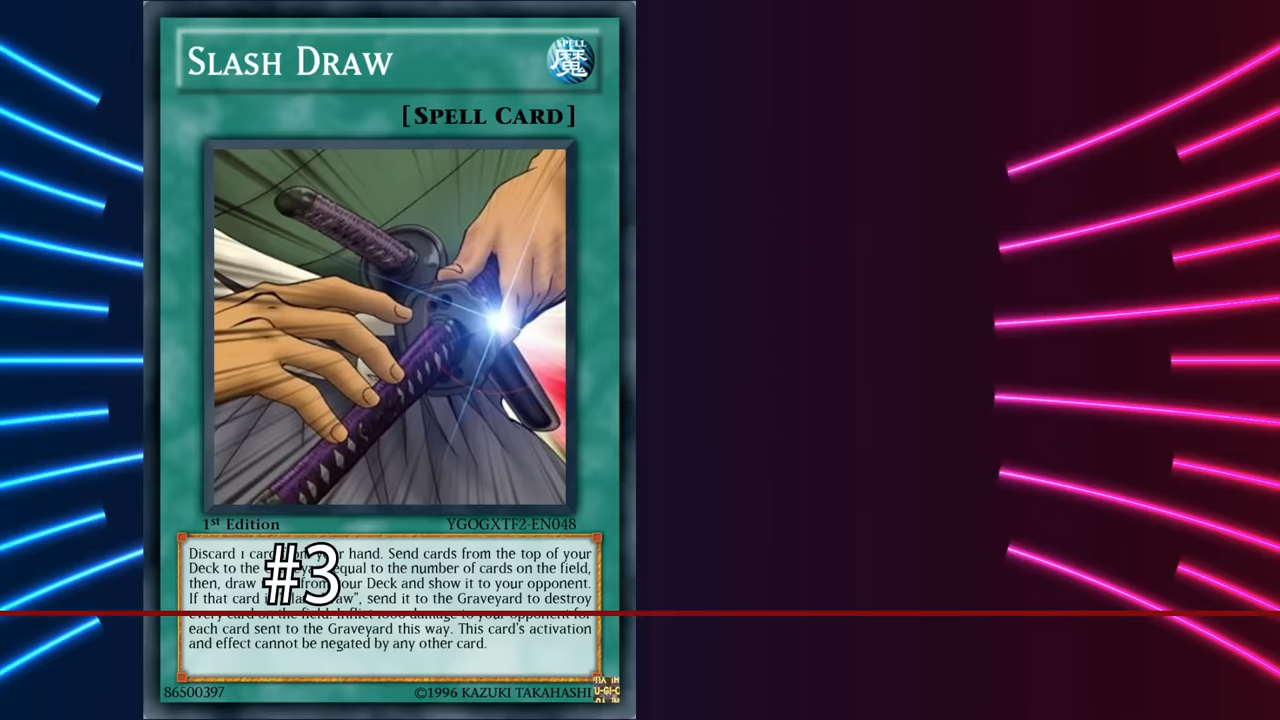 SLASH DRAW
SPELL
魔
[SPELL CARD]
1st Edition
YGOGXTF2-EN048
Discard 1 hand. Send cards from the top of your
Deck to the equal to the number of cards on the field,
then, draw from your Deck and show it to your opponent.
If that card send it to the Graveyard to destroy
each card sent to the Graveyard this way. This card's activation
and effect cannot be negated by any other card.
#3
86500397
©1996 KAZUKI TAKAHASHI